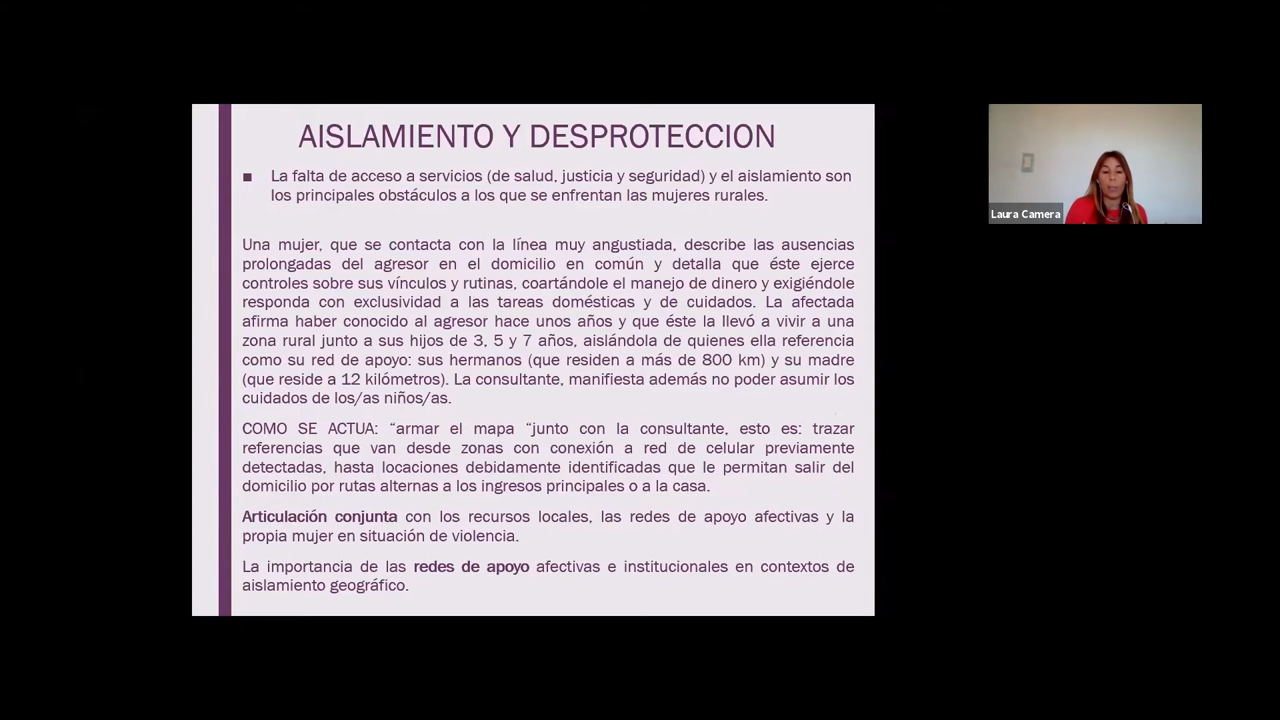 AISLAMIENTO Y DESPROTECCION
■ La falta de acceso a servicios (de salud, justicia y seguridad) y el aislamiento son
los principales obstáculos a los que se enfrentan las mujeres rurales.
Una mujer, que se contacta con la línea muy angustiada, describe las ausencias
prolongadas del agresor en el domicilio en común y detalla que éste ejerce
controles sobre sus vínculos y rutinas, coartándole el manejo de dinero y exigiéndole
responda con exclusividad a las tareas domésticas y de cuidados. La afectada
afirma haber conocido al agresor hace unos años y que éste la llevó a vivir a una
zona rural junto a sus hijos de 3, 5 y 7 años, aislándola de quienes ella referencia
como su red de apoyo: sus hermanos (que residen a más de 800 km) y su madre
(que reside a 12 kilómetros). La consultante, manifiesta además no poder asumir los
cuidados de los/as niños/as.
COMO SE ACTUA: “armar el mapa “junto con la consultante, esto es: trazar
referencias que van desde zonas con conexión a red de celular previamente
detectadas, hasta locaciones debidamente identificadas que le permitan salir del
domicilio por rutas alternas a los ingresos principales o a la casa.
Articulación conjunta con los recursos locales, las redes de apoyo afectivas y la
propia mujer en situación de violencia.
La importancia de las redes de apoyo afectivas e institucionales en contextos de
aislamiento geográfico.
Laura Camera